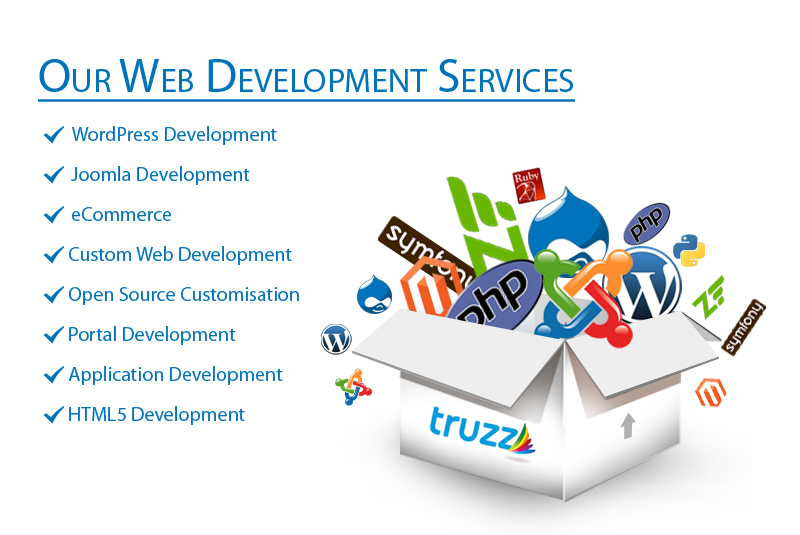 Our Web Development Services
WordPress Development
Joomla Development
eCommerce
Custom Web Development
Open Source Customisation
Portal Development
Application Development
HTML5 Development
Ruby
php
symfony
php
symfony
truzz